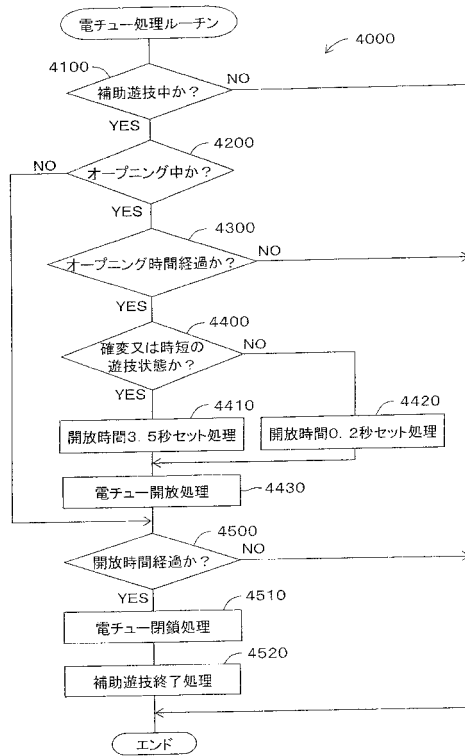 電チュー処理ルーチン
4000
4100
補助遊技中か？
NO
YES
4200
NO
オープニング中か？
YES
4300
オープニング時間経過か？
NO
YES
4400
確変又は時短の
遊技状態か？
NO
YES
4410
4420
開放時間3．5秒セット処理
開放時間0．2秒セット処理
電チュー開放処理
4430
4500
開放時間経過か？
NO
YES
4510
電チュー閉鎖処理
4520
補助遊技終了処理
エンド